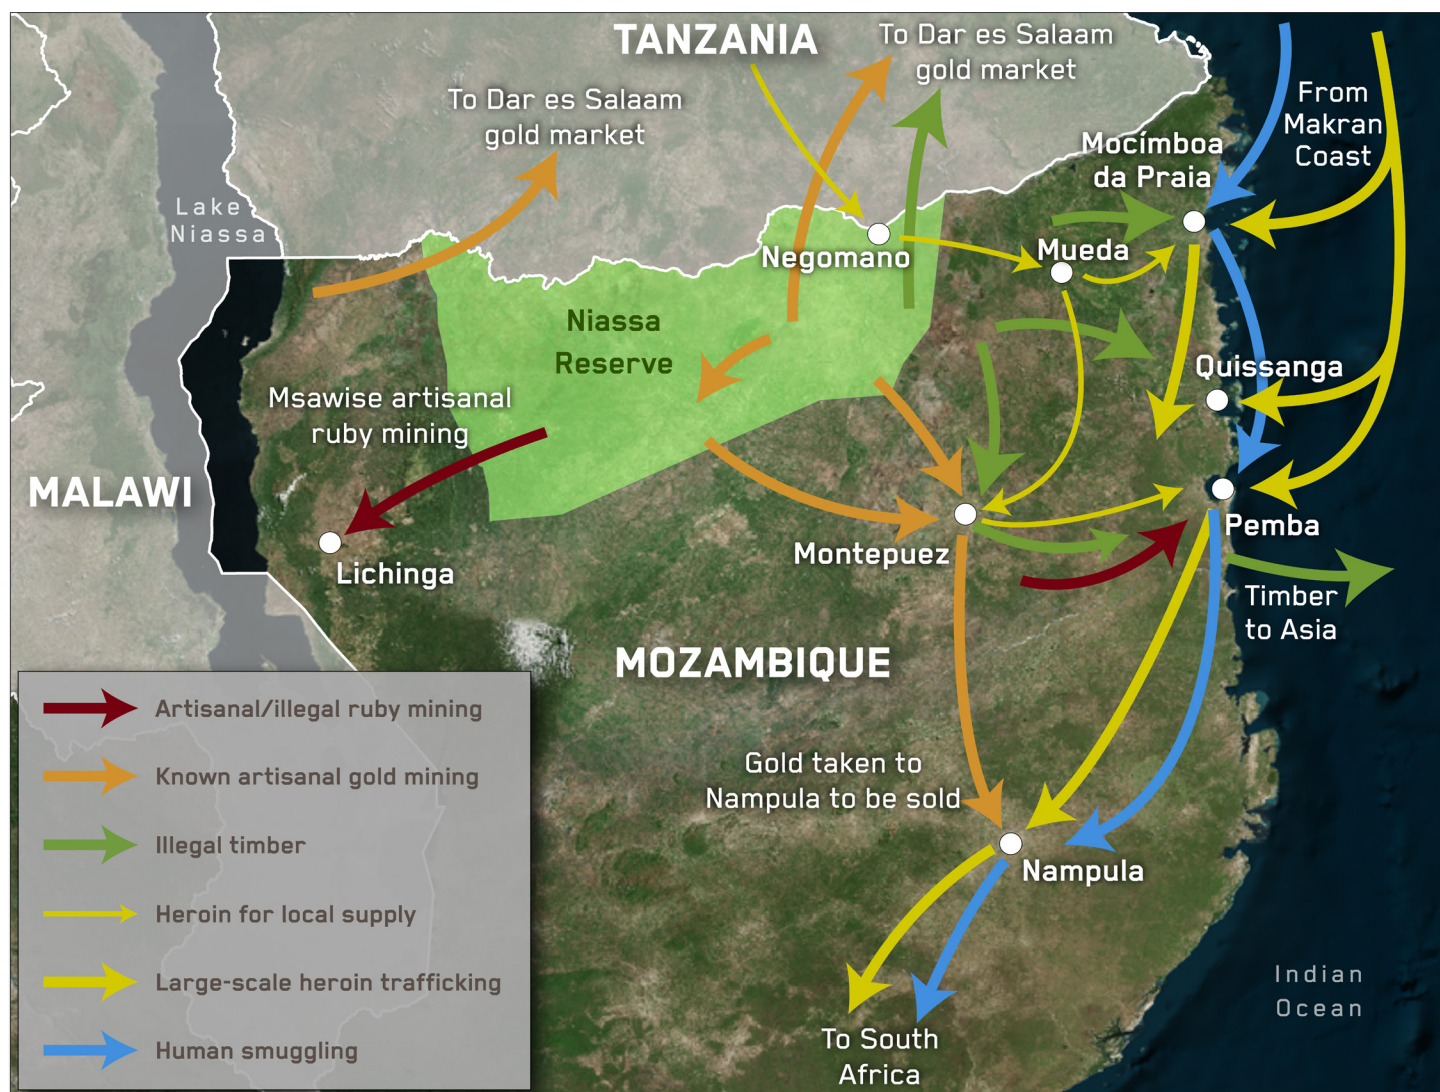 TANZANIA
To Dar es Salaam
gold market
To Dar es Salaam
gold market
From
Makran
Coast
Mocímboa
da Praia
Lake
Niassa
Negomano
Mueda
Niassa
Reserve
Quissanga
Msawise artisanal
ruby mining
MALAWI
Pemba
Montepuez
Lichinga
Timber
to Asia
MOZAMBIQUE
Gold taken to
Nampula to be sold
Nampula
Indian
Ocean
To South
Africa
Artisanal/illegal ruby mining
Known artisanal gold mining
Illegal timber
Heroin for local supply
Large-scale heroin trafficking
Human smuggling